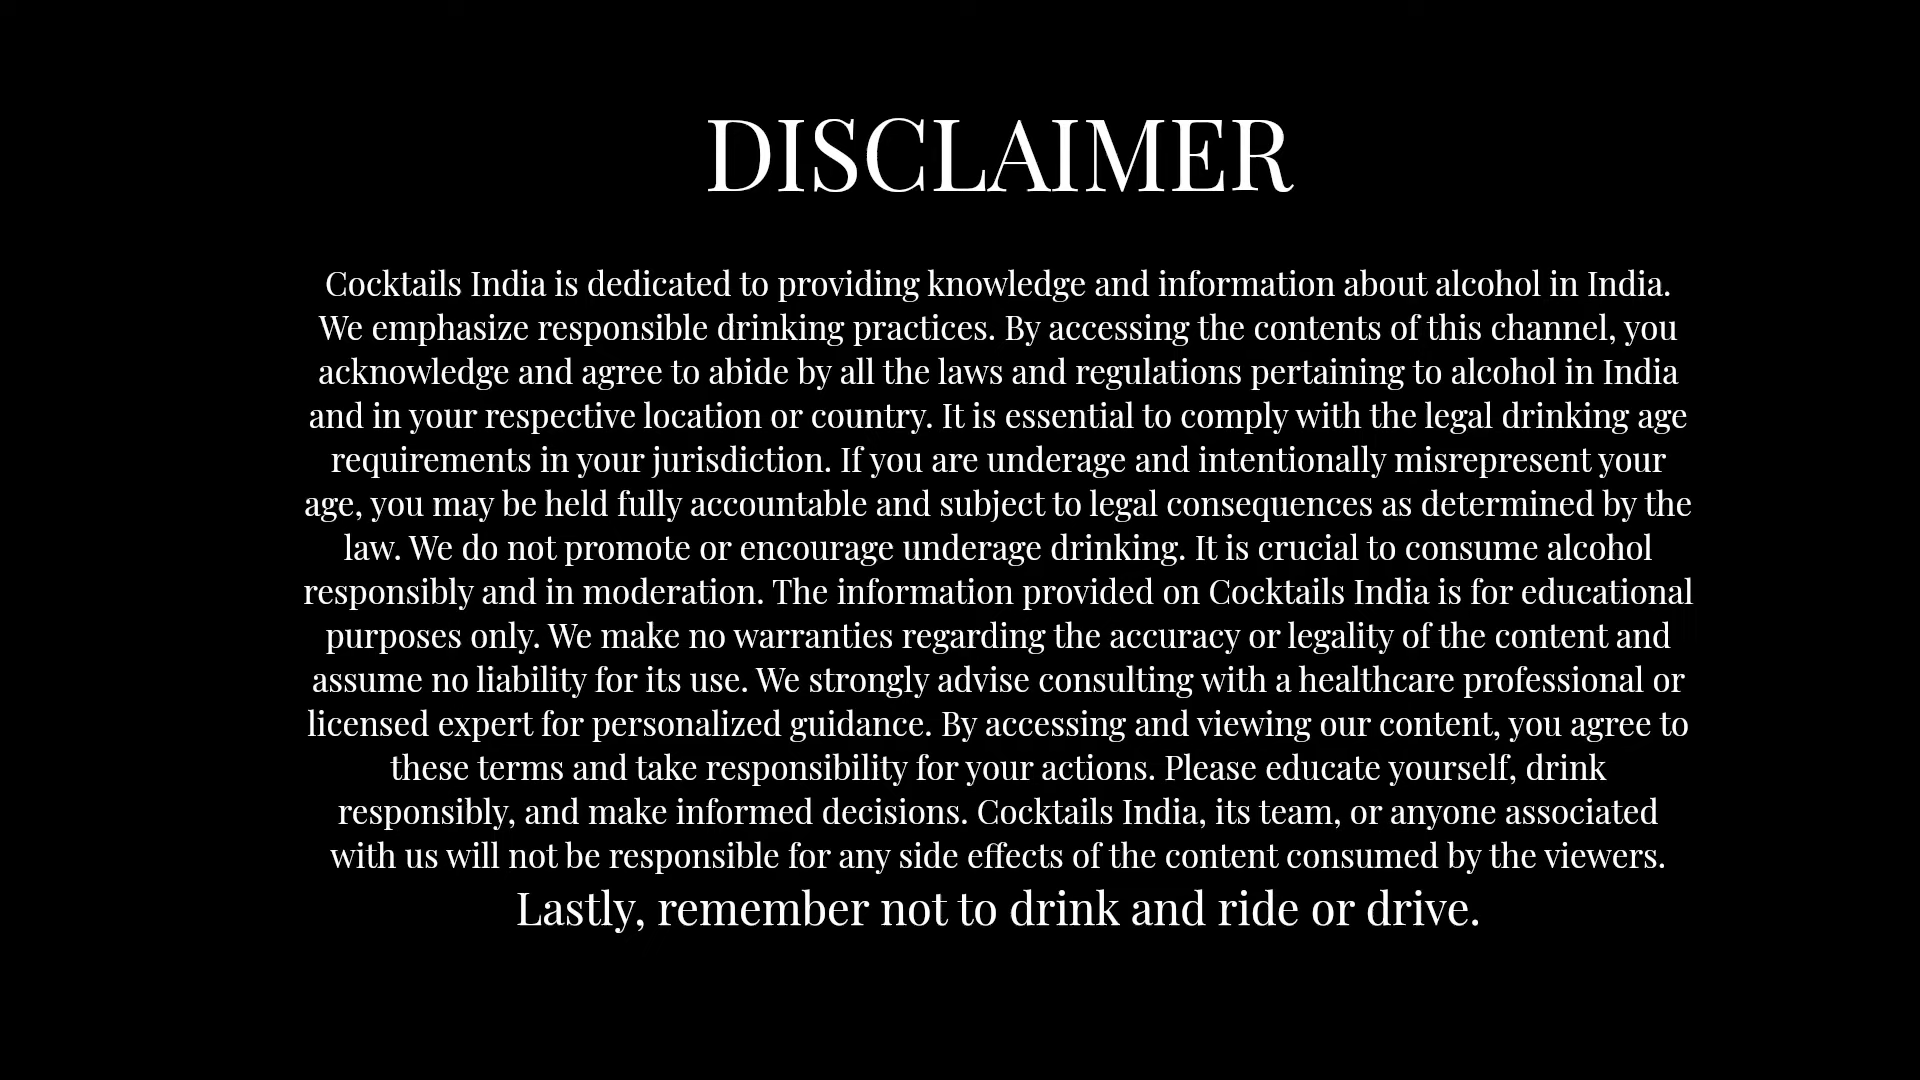 DISCLAIMER
Cocktails India is dedicated to providing knowledge and information about alcohol in India.
We emphasize responsible drinking practices. By accessing the contents of this channel, you
acknowledge and agree to abide by all the laws and regulations pertaining to alcohol in India
and in your respective location or country. It is essential to comply with the legal drinking age
requirements in your jurisdiction. If you are underage and intentionally misrepresent your
age, you may be held fully accountable and subject to legal consequences as determined by the
law. We do not promote or encourage underage drinking. It is crucial to consume alcohol
responsibly and in moderation. The information provided on Cocktails India is for educational
purposes only. We make no warranties regarding the accuracy or legality of the content and
assume no liability for its use. We strongly advise consulting with a healthcare professional or
licensed expert for personalized guidance. By accessing and viewing our content, you agree to
these terms and take responsibility for your actions. Please educate yourself, drink
responsibly, and make informed decisions. Cocktails India, its team, or anyone associated
with us will not be responsible for any side effects of the content consumed by the viewers.
Lastly, remember not to drink and ride or drive.